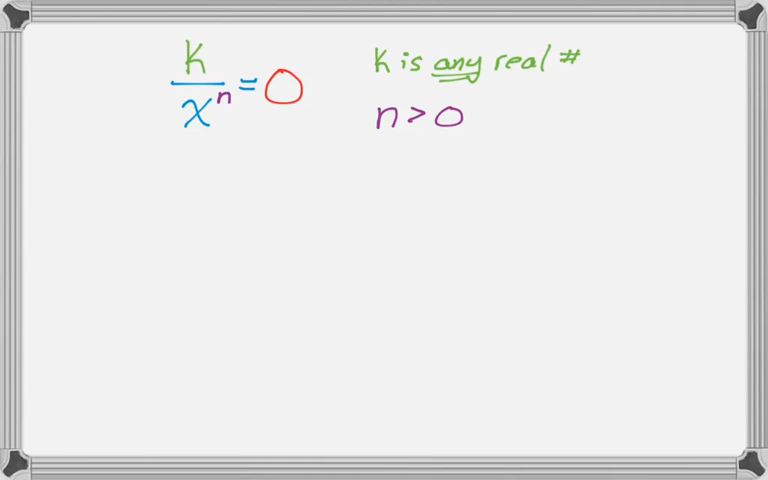 k/xⁿ = 0
k is any real #
n > 0